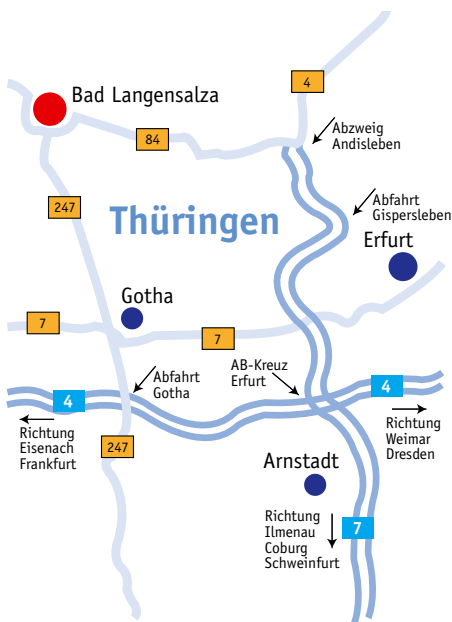 4
Bad Langensalza
84
Abzweig
Andisleben
247
Abfahrt
Gispersleben
Thüringen
Erfurt
Gotha
7
7
AB-Kreuz
Erfurt
Abfahrt
Gotha
4
4
Richtung
Eisenach
Frankfurt
Richtung
Weimar
Dresden
247
Arnstadt
Richtung
Ilmenau
Coburg
Schweinfurt
7